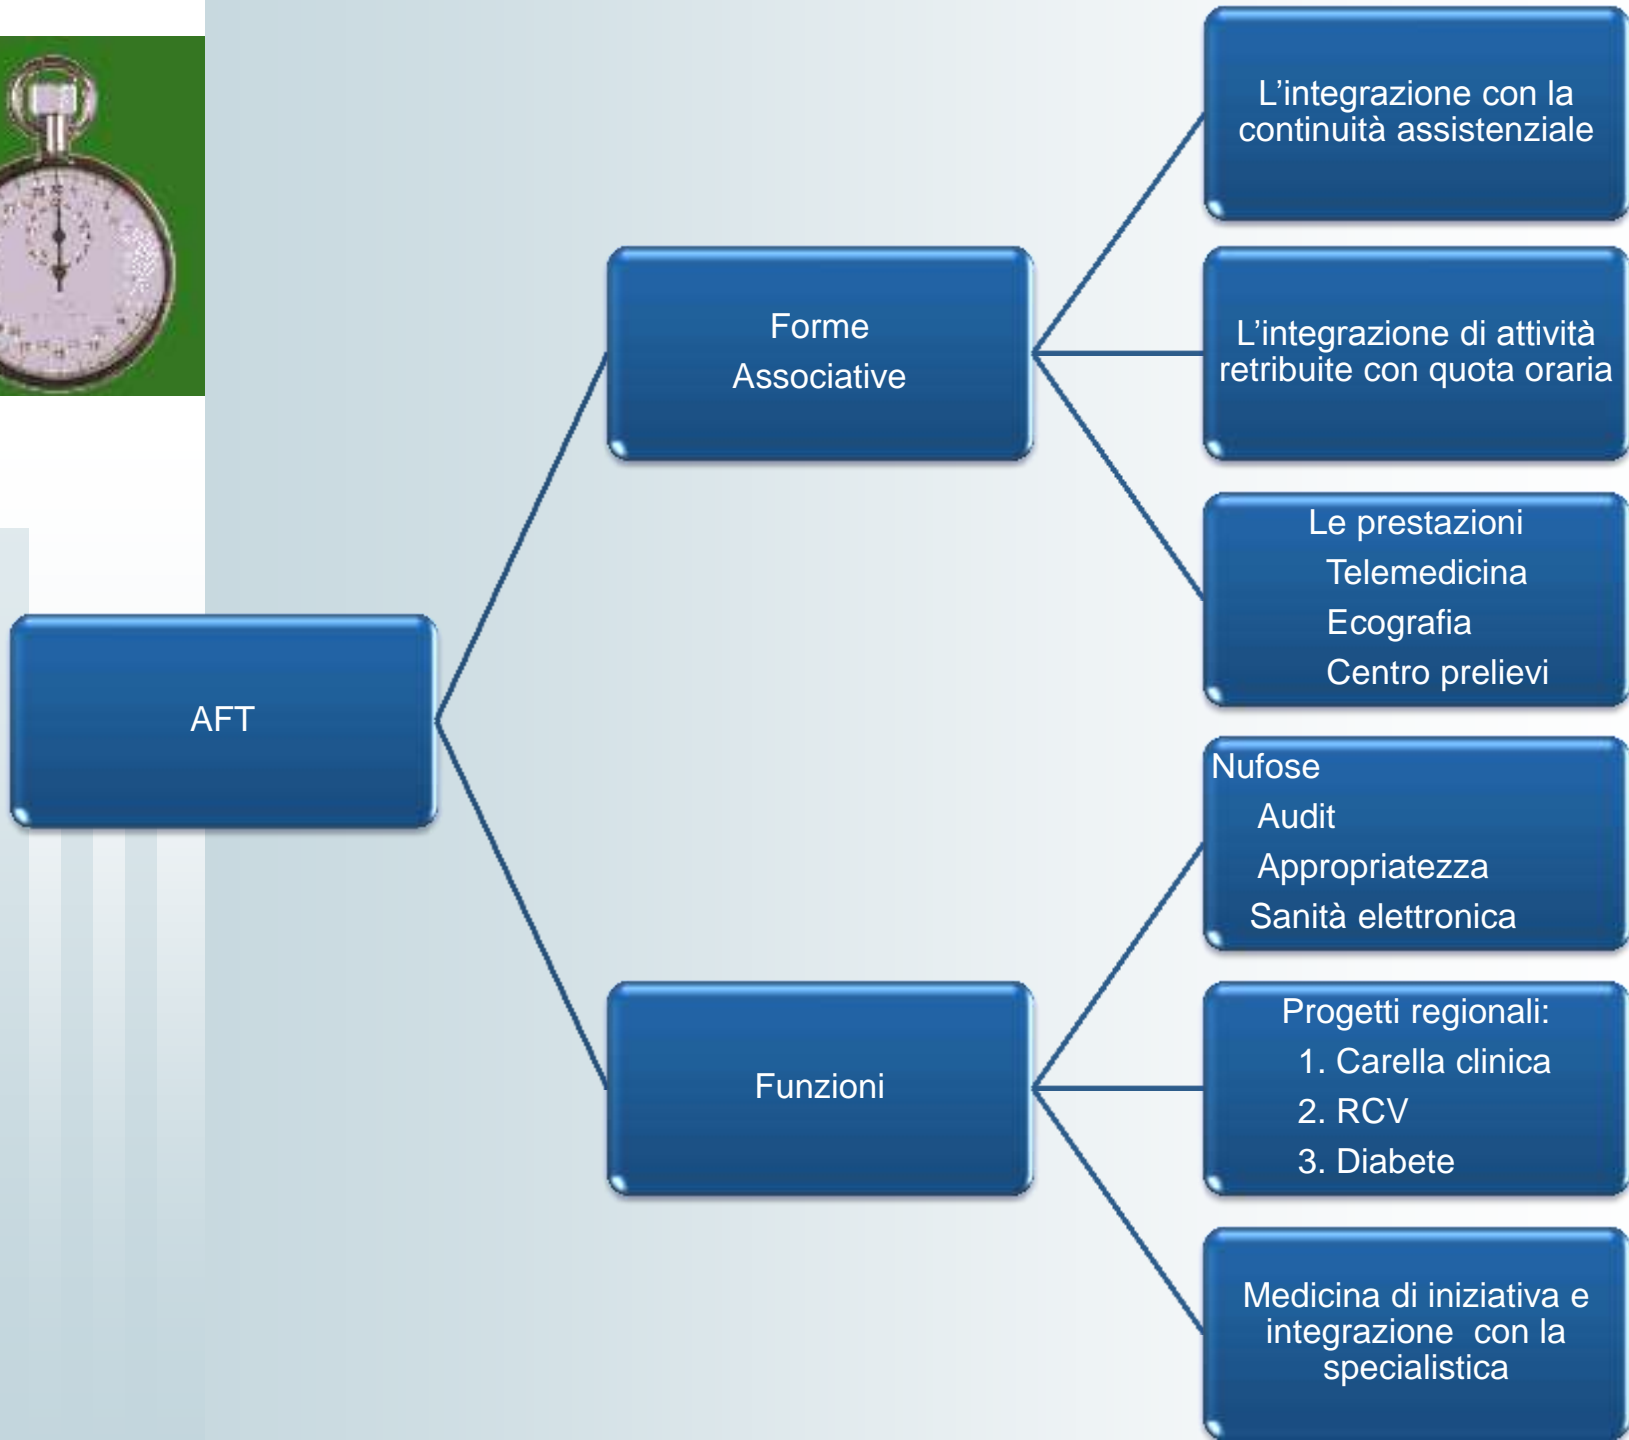 AFT
Forme
Associative
L'integrazione con la
continuità assistenziale
L'integrazione di attività
retribuite con quota oraria
Le prestazioni
Telemedicina
Ecografia
Centro prelievi
Funzioni
Nufose
Audit
Appropriatezza
Sanità elettronica
Progetti regionali:
1. Carella clinica
2. RCV
3. Diabete
Medicina di iniziativa e
integrazione con la
specialistica